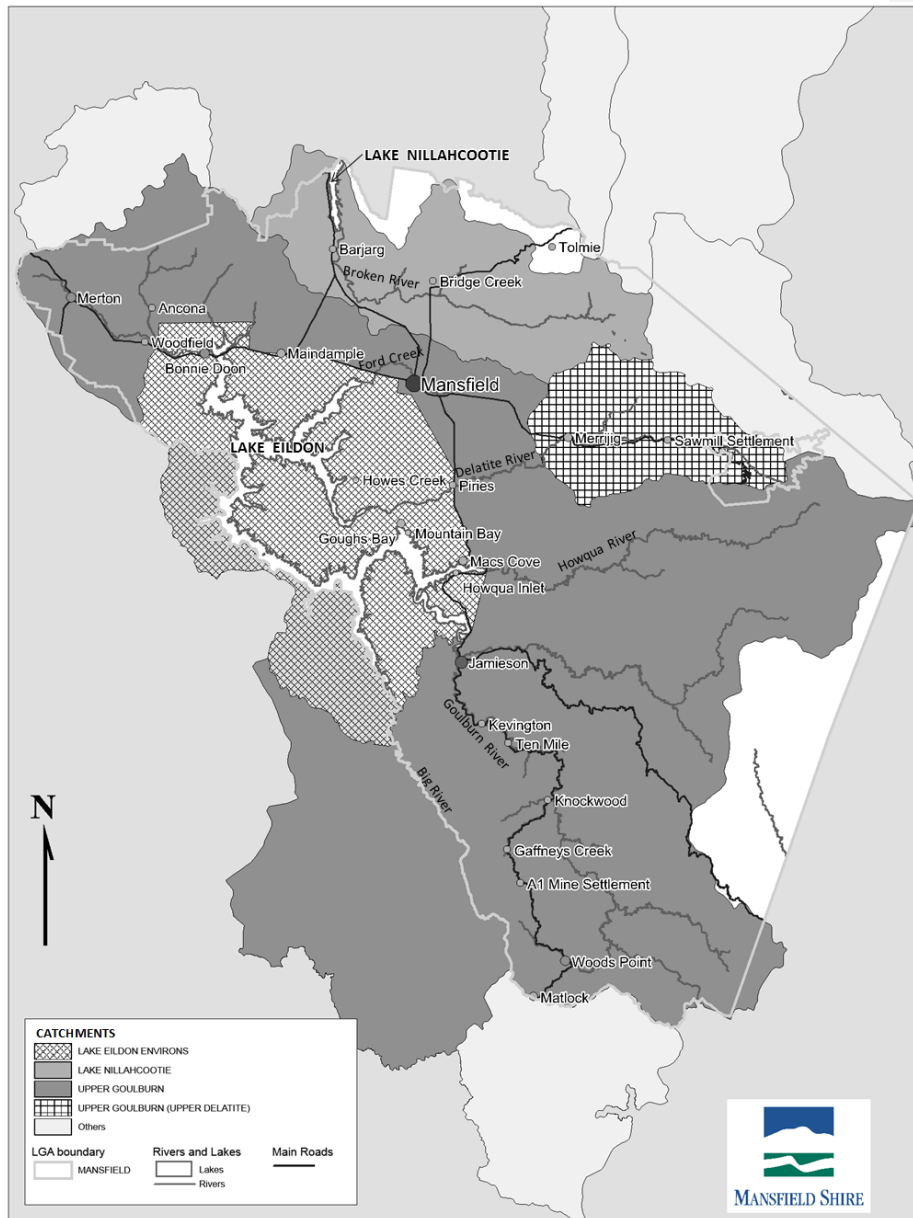 LAKE NILLAHCOOTIE
Tolmie
Barjarg
Broken River
Bridge Creek
Merton
Ancona
Woodfield
Bonnie Doon
Maindample
Ford Creek
Mansfield
Merrijig
Sawmill Settlement
LAKE EILDON
Delatite River
Howes Creek
Pines
Goughs Bay
Mountain Bay
Howqua River
Macs Cove
Howqua Inlet
Jamieson
Goulburn River
Kevington
Ten Mile
Big River
Knockwood
N
Gaffneys Creek
A1 Mine Settlement
Woods Point
Matlock
CATCHMENTS
LAKE EILDON ENVIRONS
LAKE NILLAHCOOTIE
UPPER GOULBURN
UPPER GOULBURN (UPPER DELATITE)
Others
LGA boundary
MANSFIELD
Rivers and Lakes
Lakes
Rivers
Main Roads
MANSFIELD SHIRE